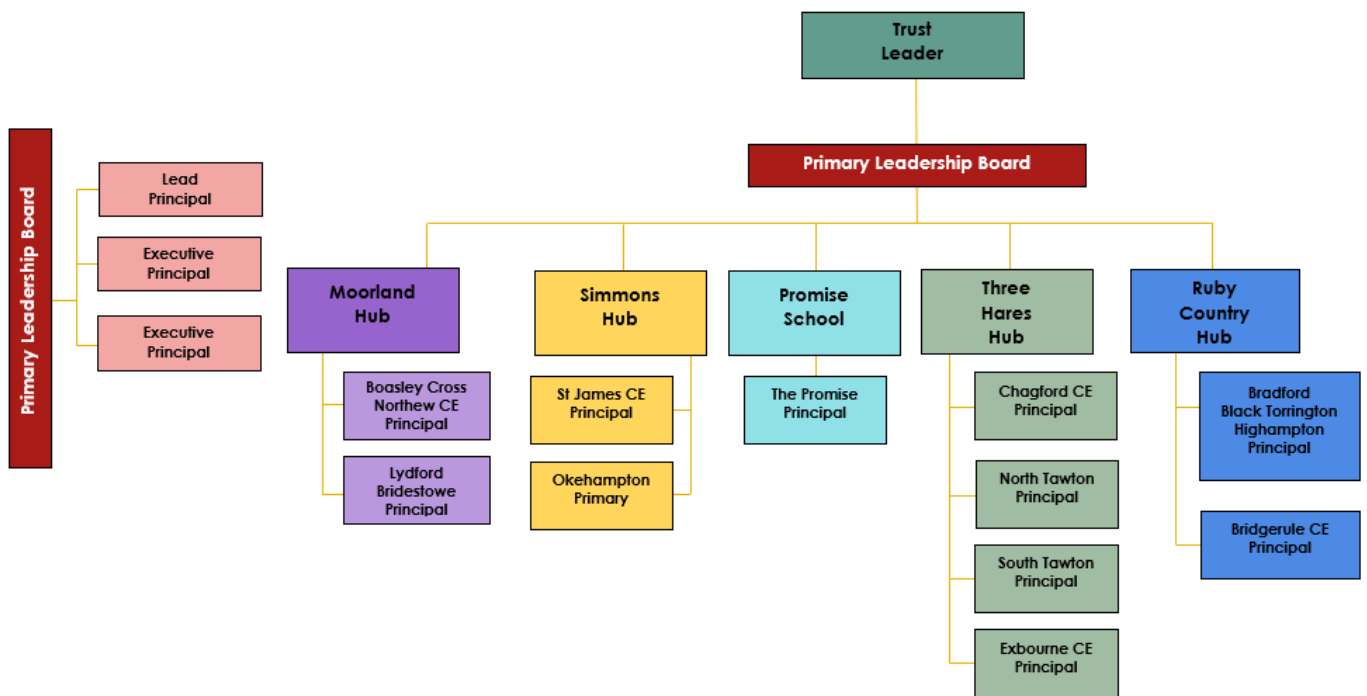 Trust
Leader
Primary Leadership Board
Primary Leadership Board
Lead
Principal
Executive
Principal
Executive
Principal
Moorland
Hub
Boasley Cross
Northew CE
Principal
Lydford
Bridestowe
Principal
Simmons
Hub
St James CE
Principal
Okehampton
Primary
Promise
School
The Promise
Principal
Three
Hares
Hub
Chagford CE
Principal
North Tawton
Principal
South Tawton
Principal
Exbourne CE
Principal
Ruby
Country
Hub
Bradford
Black Torrington
Highampton
Principal
Bridgerule CE
Principal